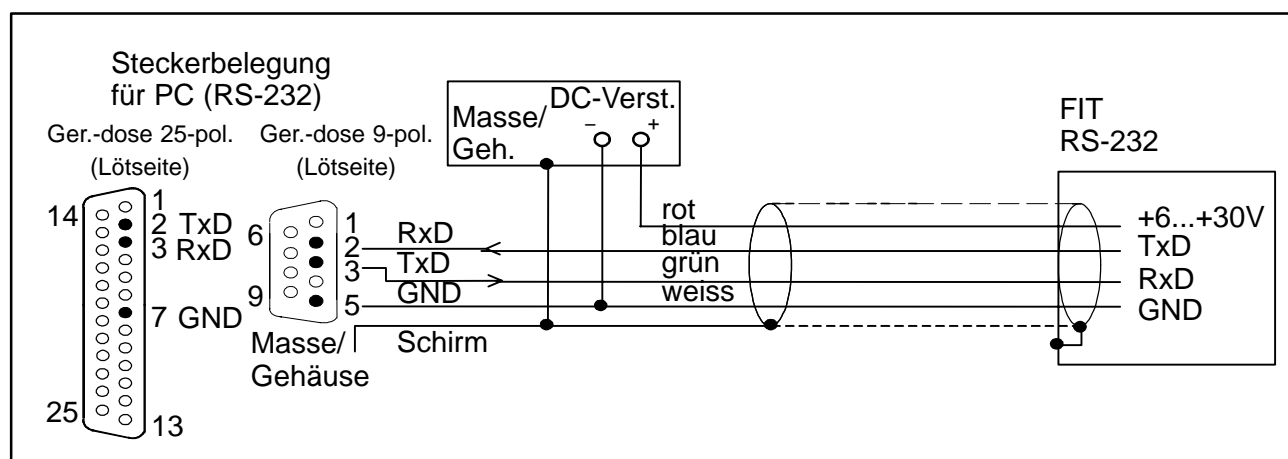 Steckerbelegung
für PC (RS-232)
Ger.-dose 25-pol.
(Lötseite)
14
1
2 TxD
3 RxD
7 GND
25
13
Ger.-dose 9-pol.
(Lötseite)
6
9
1
2
3
5
RxD
TxD
GND
Masse/
Gehäuse
Schirm
DC-Verst.
Masse/
Geh.
– +
rot
blau
grün
weiss
FIT
RS-232
+6...+30V
TxD
RxD
GND